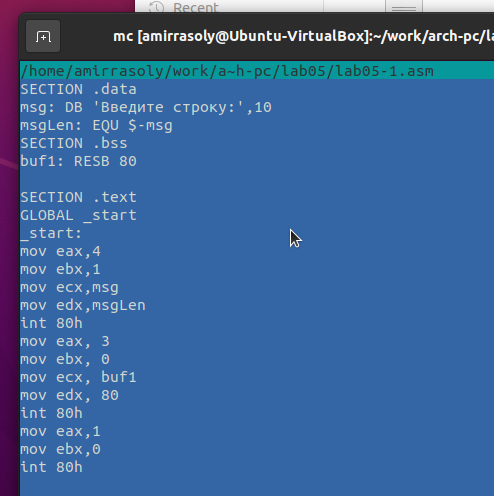 Recent
mc [amirrasoly@Ubuntu-VirtualBox]:~/work/arch-pc/la
/home/amirrasoly/work/a~h-pc/lab05/lab05-1.asm
SECTION .data
msg: DB 'Введите строку:',10
msgLen: EQU $-msg
SECTION .bss
buf1: RESB 80
SECTION .text
GLOBAL _start
_start:
mov eax,4
mov ebx,1
mov ecx,msg
mov edx,msgLen
int 80h
mov eax, 3
mov ebx, 0
mov ecx, buf1
mov edx, 80
int 80h
mov eax,1
mov ebx,0
int 80h